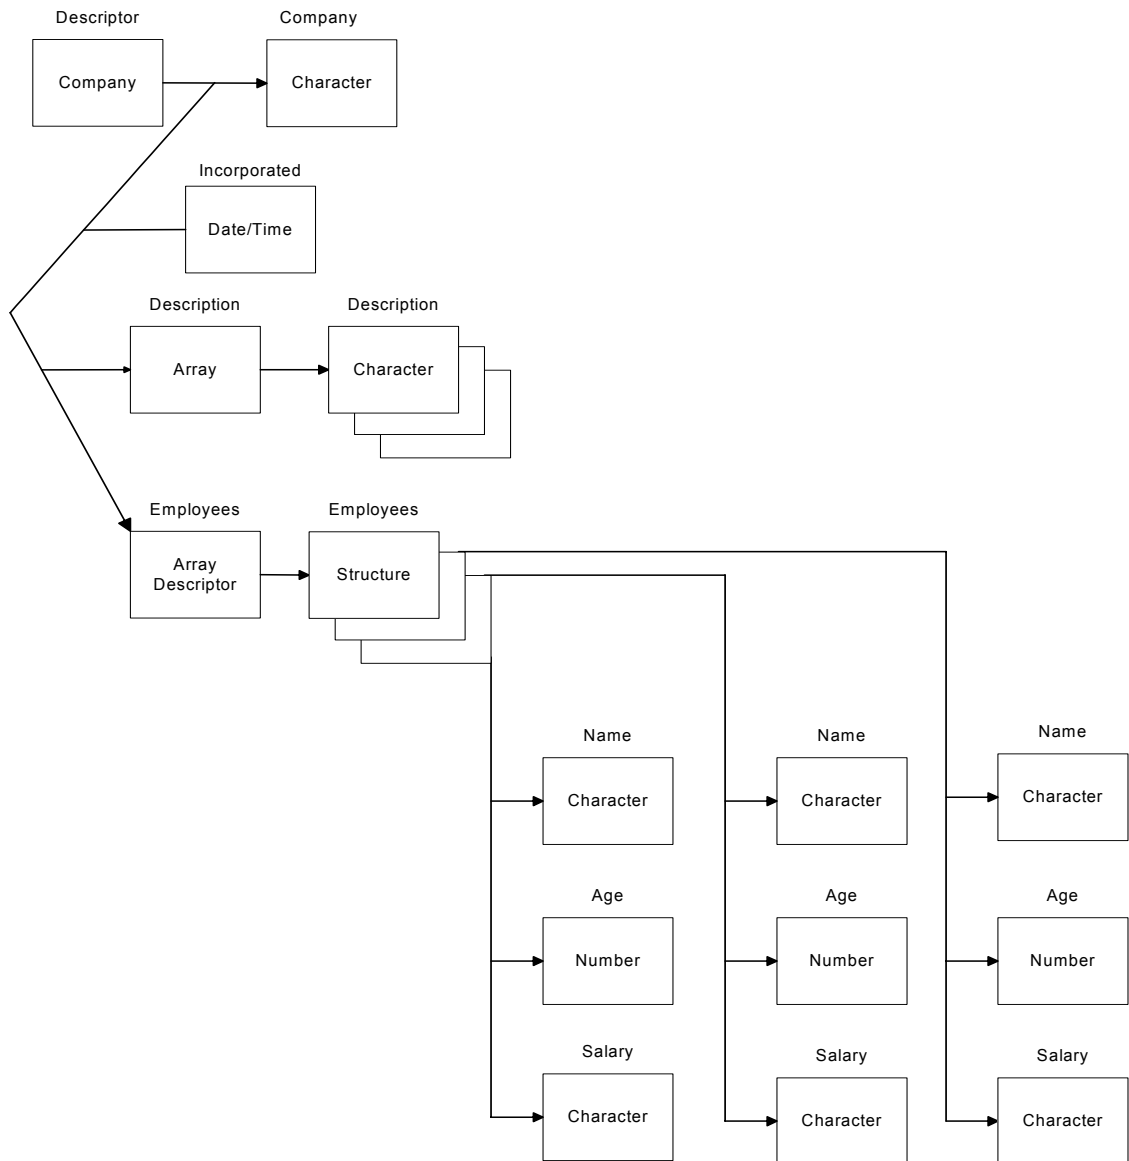 Descriptor
Company
Company
Character
Incorporated
Date/Time
Description
Description
Array
Character
Employees
Employees
Array
Descriptor
Structure
Name
Name
Name
Character
Character
Character
Age
Age
Age
Number
Number
Number
Salary
Salary
Salary
Character
Character
Character